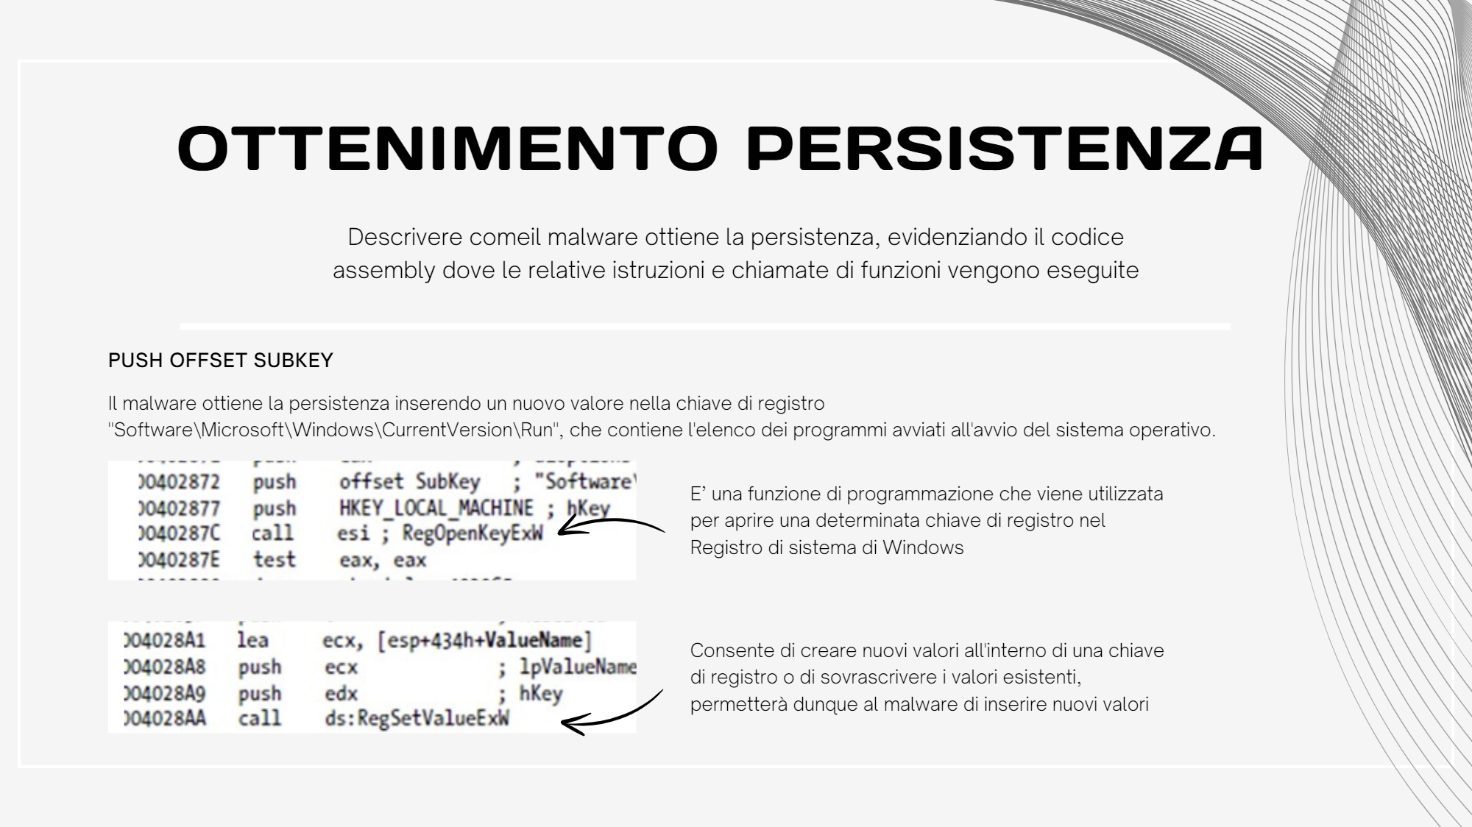 OTTENIMENTO PERSISTENZA
Descrivere comeil malware ottiene la persistenza, evidenziando il codice
assembly dove le relative istruzioni e chiamate di funzioni vengono eseguite
PUSH OFFSET SUBKEY
Il malware ottiene la persistenza inserendo un nuovo valore nella chiave di registro
"Software\Microsoft\Windows\CurrentVersion\Run", che contiene l'elenco dei programmi avviati all'avvio del sistema operativo.
00402872 push offset SubKey ; "Software\
00402877 push HKEY_LOCAL_MACHINE ; hKey
0040287C call esi ; RegOpenKeyExW
0040287E test eax, eax
E' una funzione di programmazione che viene utilizzata
per aprire una determinata chiave di registro nel
Registro di sistema di Windows
004028A1 lea ecx, [esp+434h+ValueName]
004028A8 push ecx ; lpValueName
004028A9 push edx ; hKey
004028AA call ds:RegSetValueExW
Consente di creare nuovi valori all'interno di una chiave
di registro o di sovrascrivere i valori esistenti,
permetterà dunque al malware di inserire nuovi valori